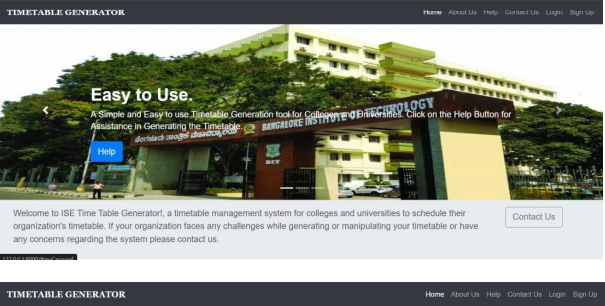 TIMETABLE GENERATOR
Home About Us Help Contact Us Login Sign Up
Easy to Use.
A Simple and Easy to use Timetable Generation tool for Colleges and Universities. Click on the Help Button for
Assistance in Generating the Timetable.
BANGALORE INSTITUTE OF TECHNOLOGY
BIT
Help
Welcome to ISE Time Table Generator!, a timetable management system for colleges and universities to schedule their
organization's timetable. If your organization faces any challenges while generating or manipulating your timetable or have
any concerns regarding the system please contact us.
Contact Us
TIMETABLE GENERATOR
Home About Us Help Contact Us Login Sign Up